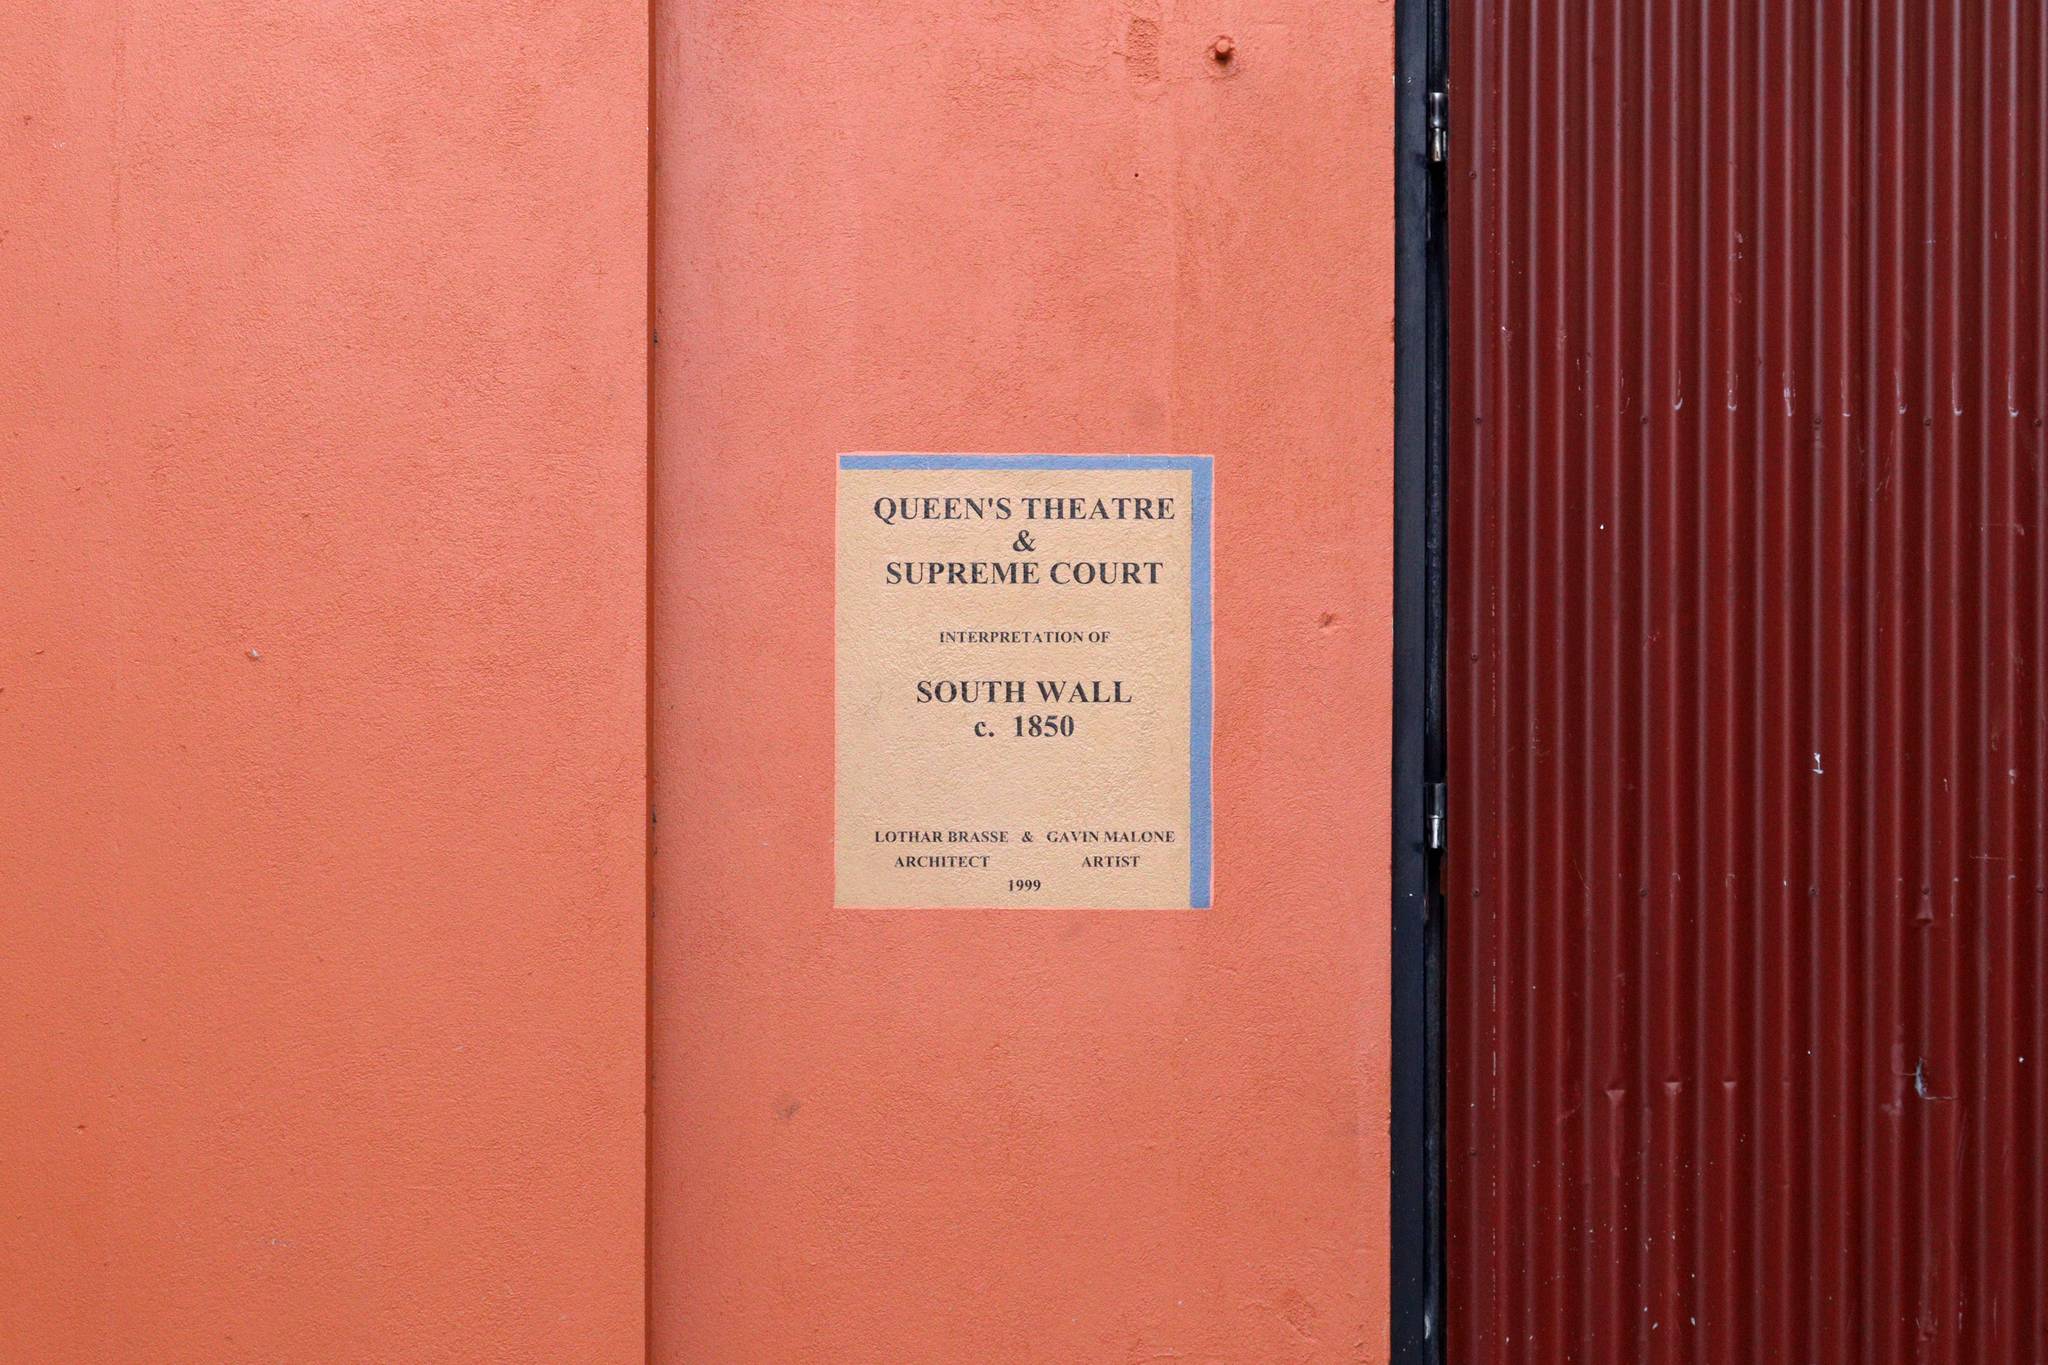 QUEEN'S THEATRE
&
SUPREME COURT
INTERPRETATION OF
SOUTH WALL
c. 1850
LOTHAR BRASSE & GAVIN MALONE
ARCHITECT ARTIST
1999